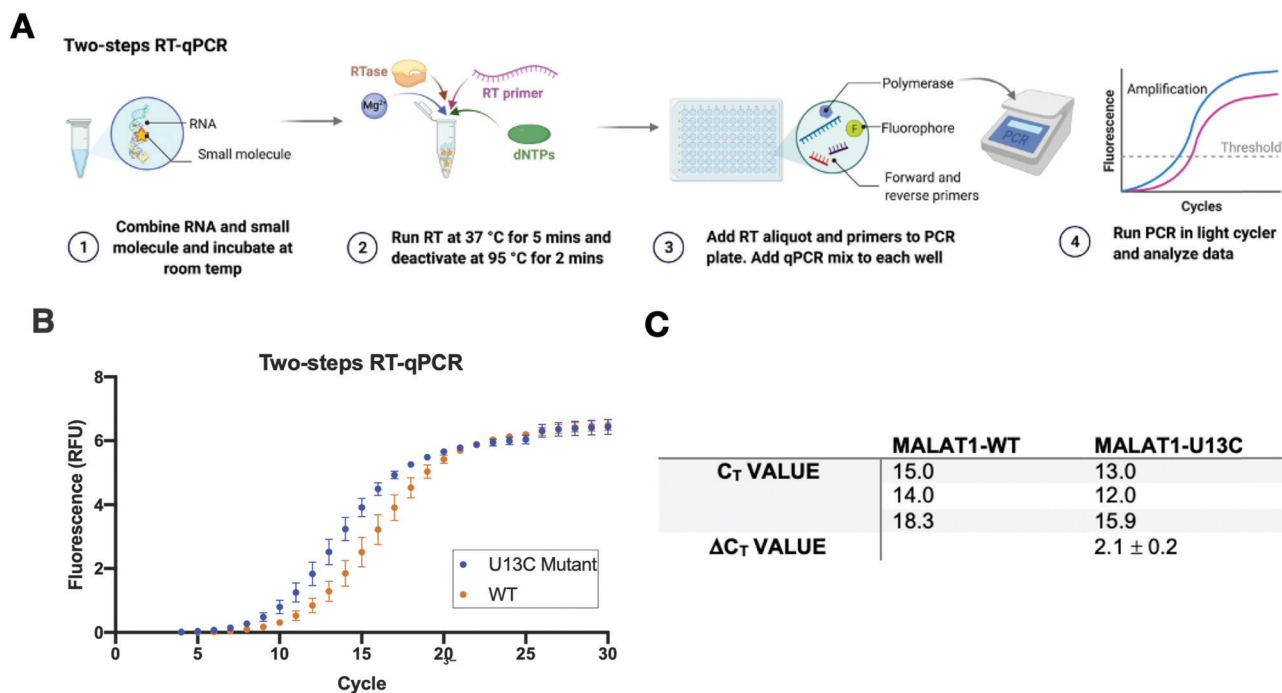 A
Two-steps RT-qPCR
RNA
Small molecule
RTase
Mg2+
RT primer
dNTPs
Polymerase
F
Fluorophore
Forward and
reverse primers
PCR
Fluorescence
Amplification
Threshold
Cycles
1
Combine RNA and small
molecule and incubate at
room temp
2
Run RT at 37 °C for 5 mins and
deactivate at 95 °C for 2 mins
3
Add RT aliquot and primers to PCR
plate. Add qPCR mix to each well
4
Run PCR in light cycler
and analyze data
B
Two-steps RT-qPCR
Fluorescence (RFU)
8
6
4
2
0
U13C Mutant
WT
0 5 10 15 20 25 30
3–
Cycle
C
MALAT1-WT MALAT1-U13C
CT VALUE 15.0 13.0
14.0 12.0
18.3 15.9
ΔCT VALUE 2.1 ± 0.2